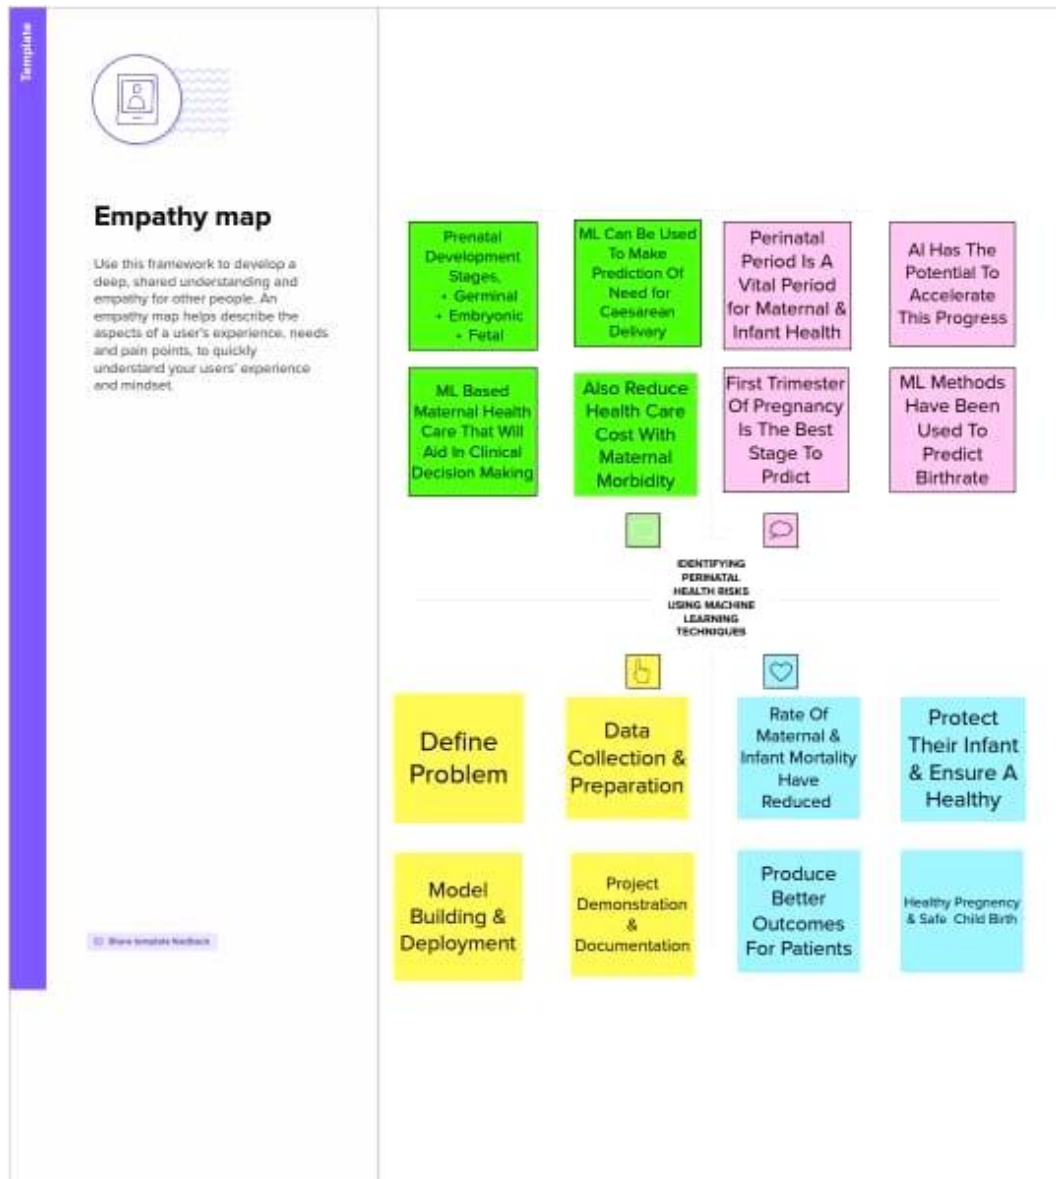 Template
Empathy map
Use this framework to develop a
deep, shared understanding and
empathy for other people. An
empathy map helps describe the
aspects of a user's experience, needs
and pain points, to quickly
understand your users' experience
and mindset.
Share template feedback
Prenatal
Development
Stages,
• Germinal
• Embryonic
• Fetal
ML Can Be Used
To Make
Prediction Of
Need for
Caesarean
Delivary
Perinatal
Period Is A
Vital Period
for Maternal &
Infant Health
AI Has The
Potential To
Accelerate
This Progress
ML Based
Maternal Health
Care That Will
Aid In Clinical
Decision Making
Also Reduce
Health Care
Cost With
Maternal
Morbidity
First Trimester
Of Pregnancy
Is The Best
Stage To
Prdict
ML Methods
Have Been
Used To
Predict
Birthrate
IDENTIFYING
PERINATAL
HEALTH RISKS
USING MACHINE
LEARNING
TECHNIQUES
Define
Problem
Data
Collection &
Preparation
Rate Of
Maternal &
Infant Mortality
Have
Reduced
Protect
Their Infant
& Ensure A
Healthy
Model
Building &
Deployment
Project
Demonstration
&
Documentation
Produce
Better
Outcomes
For Patients
Healthy Pregnency
& Safe Child Birth